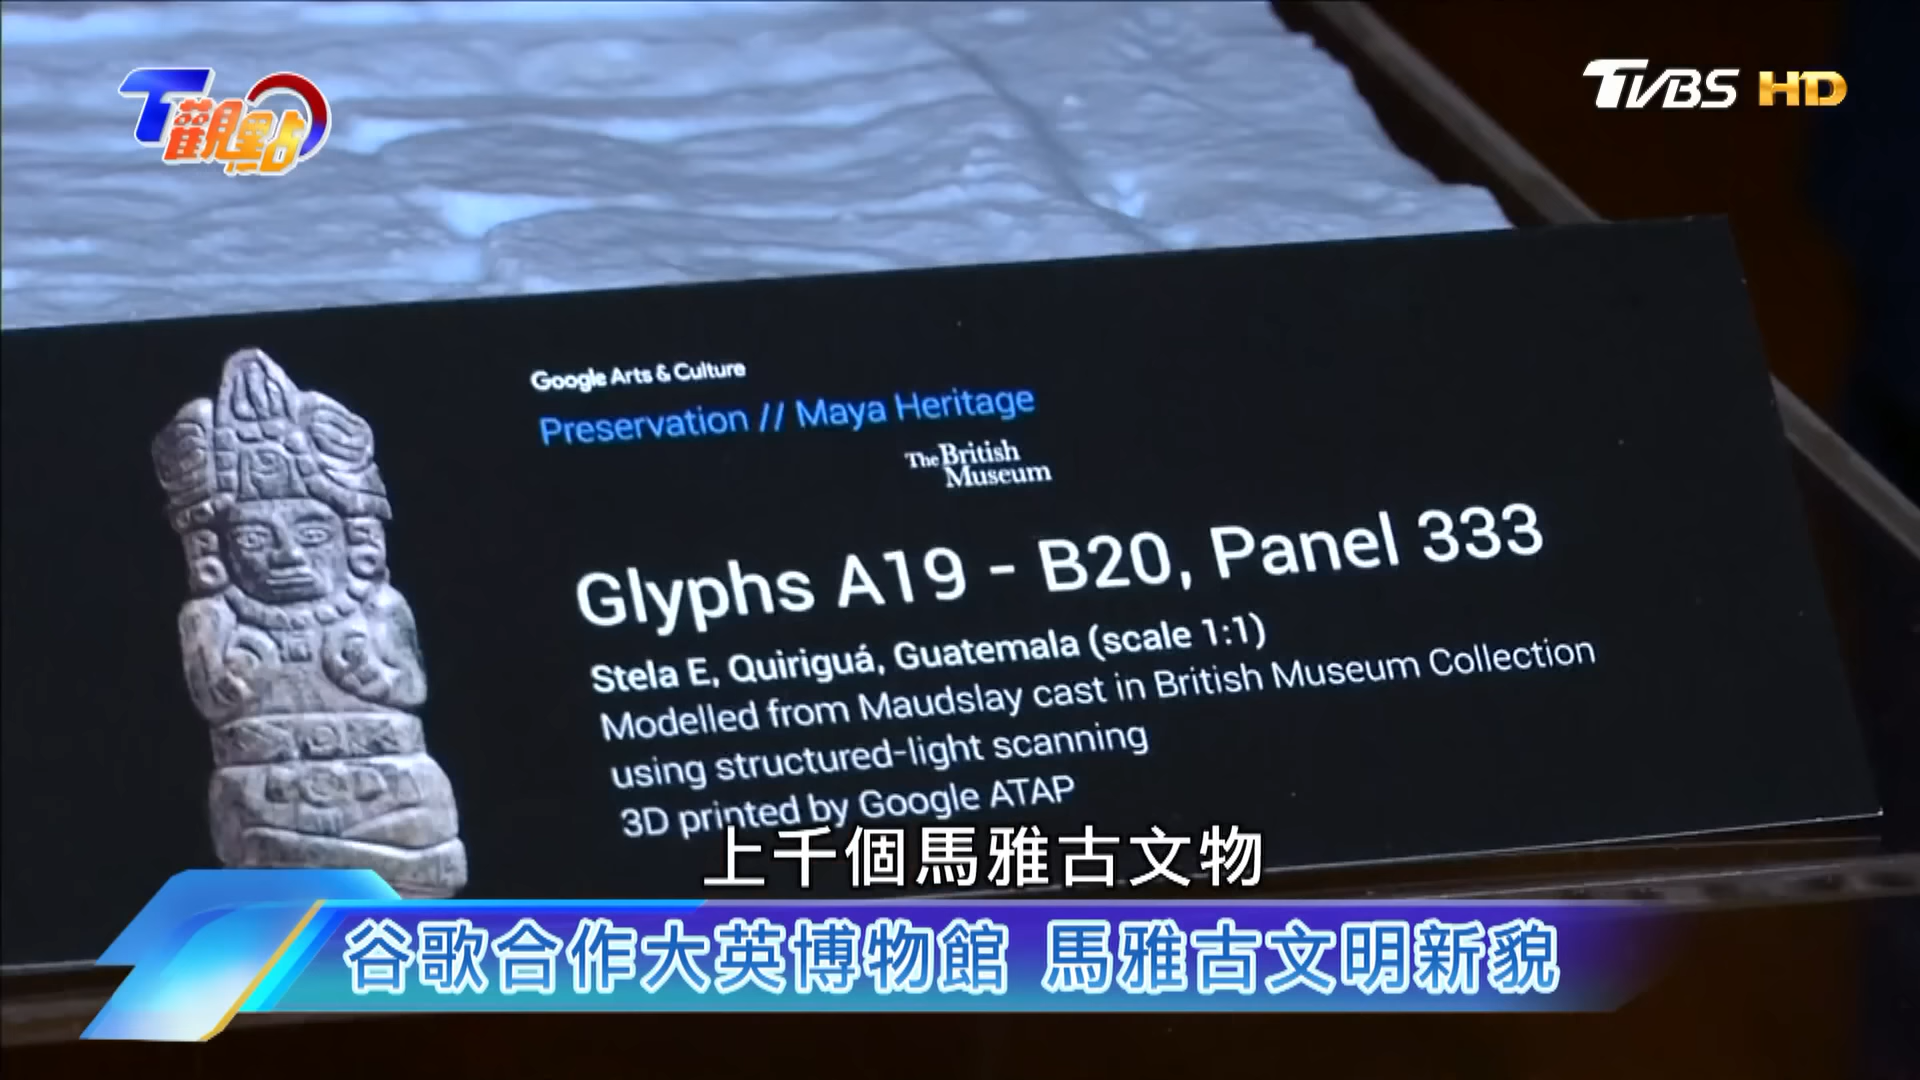 T觀點
TVBS HD
Google Arts & Culture
Preservation // Maya Heritage
The British
Museum
Glyphs A19 - B20, Panel 333
Stela E, Quiriguá, Guatemala (scale 1:1)
Modelled from Maudslay cast in British Museum Collection
using structured-light scanning
3D printed by Google ATAP
上千個馬雅古文物
谷歌合作大英博物館 馬雅古文明新貌